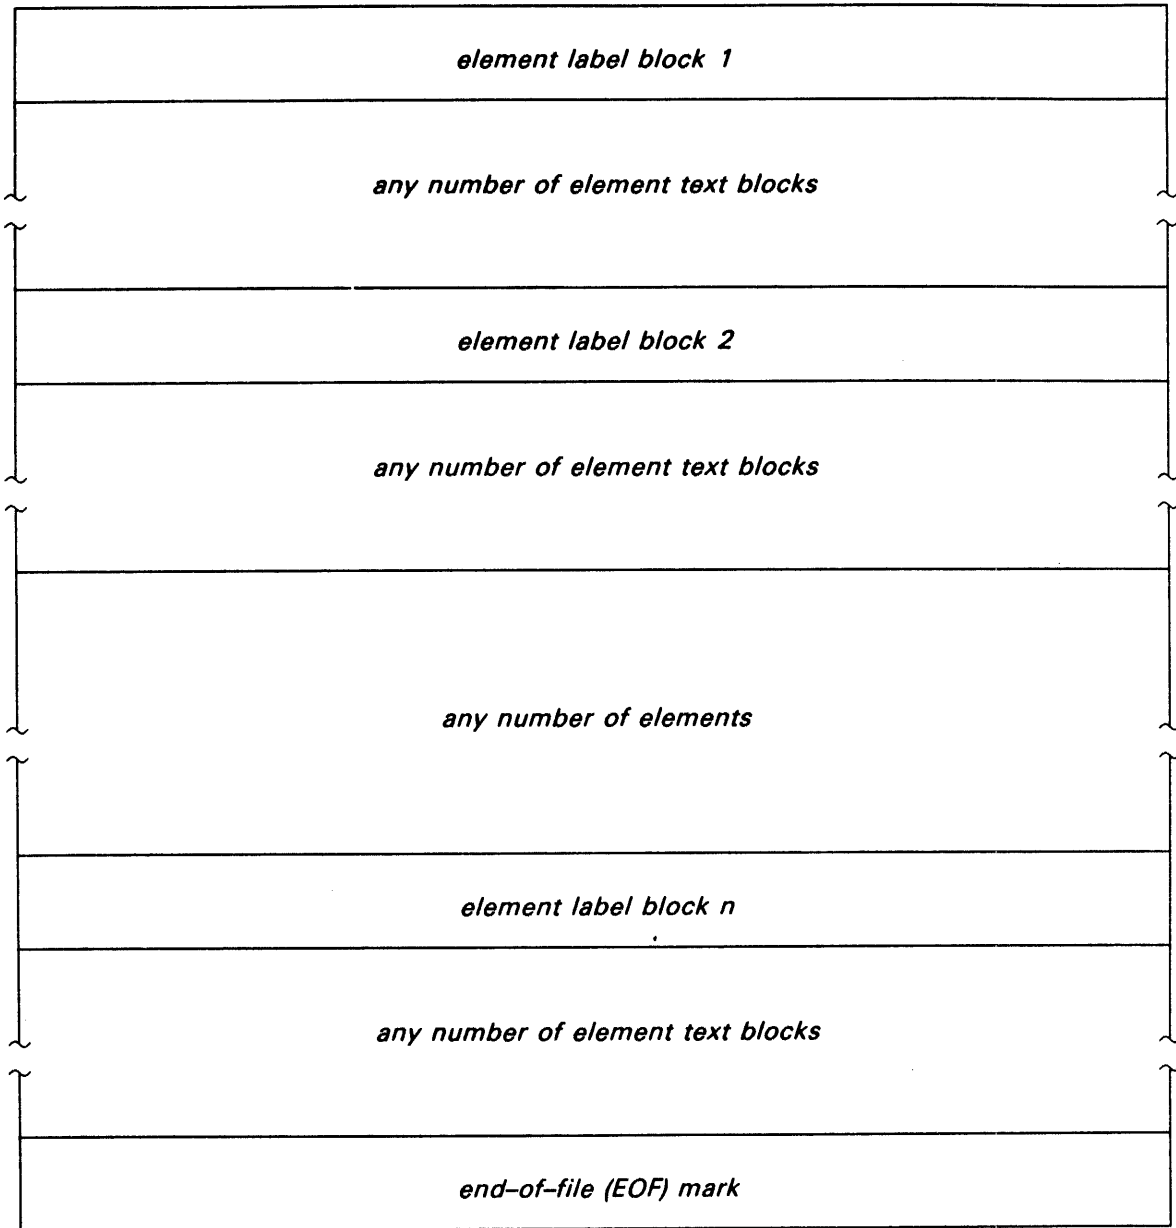 element label block 1
any number of element text blocks
element label block 2
any number of element text blocks
any number of elements
element label block n
any number of element text blocks
end-of-file (EOF) mark